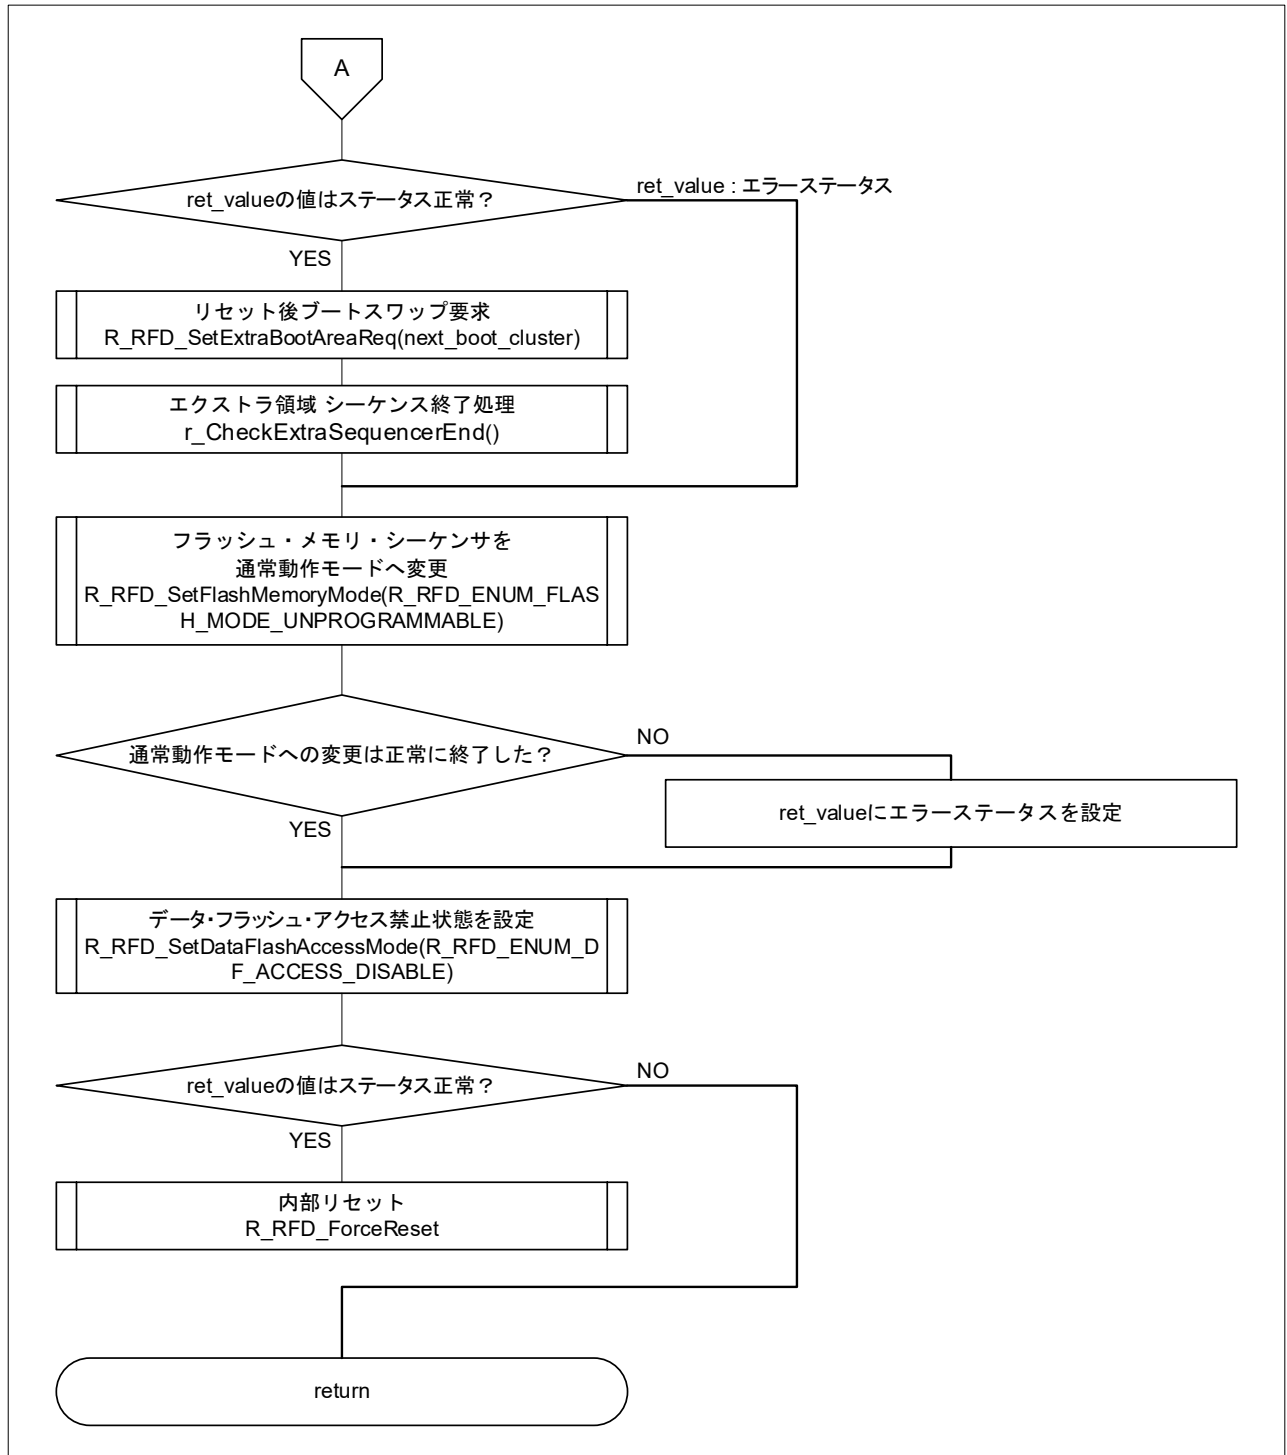 A
ret_valueの値はステータス正常？
ret_value : エラーステータス
YES
リセット後ブートスワップ要求
R_RFD_SetExtraBootAreaReq(next_boot_cluster)
エクストラ領域 シーケンス終了処理
r_CheckExtraSequencerEnd()
フラッシュ・メモリ・シーケンサを
通常動作モードへ変更
R_RFD_SetFlashMemoryMode(R_RFD_ENUM_FLAS
H_MODE_UNPROGRAMMABLE)
通常動作モードへの変更は正常に終了した？
NO
ret_valueにエラーステータスを設定
YES
データ・フラッシュ・アクセス禁止状態を設定
R_RFD_SetDataFlashAccessMode(R_RFD_ENUM_D
F_ACCESS_DISABLE)
ret_valueの値はステータス正常？
NO
YES
内部リセット
R_RFD_ForceReset
return